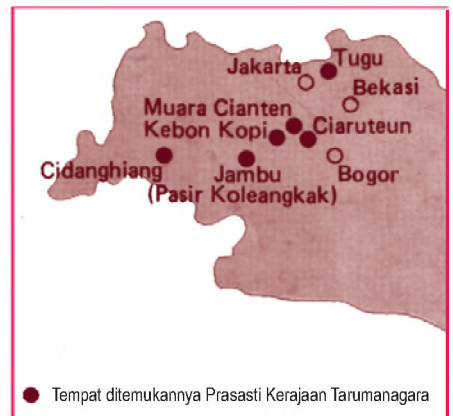 Tugu
Jakarta
Bekasi
Muara Cianten
Kebon Kopi
Ciaruteun
Cidanghiang
Jambu
(Pasir Koleangkak)
Bogor
Tempat ditemukannya Prasasti Kerajaan Tarumanagara